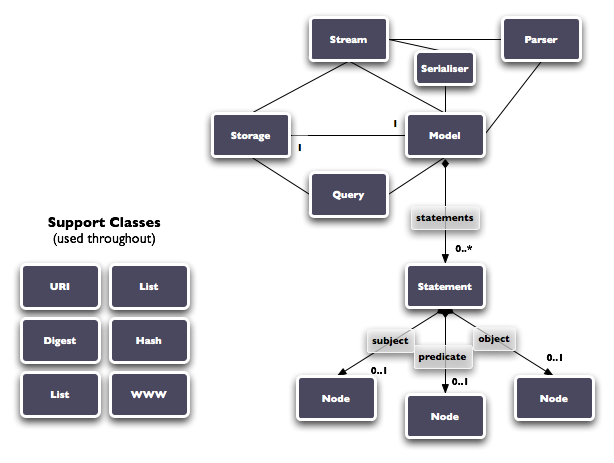 Stream
Parser
Serialiser
Storage
1
1
Model
Query
statements
0..*
Support Classes
(used throughout)
URI
List
Statement
Digest
Hash
subject
predicate
object
0..1
0..1
0..1
List
WWW
Node
Node
Node